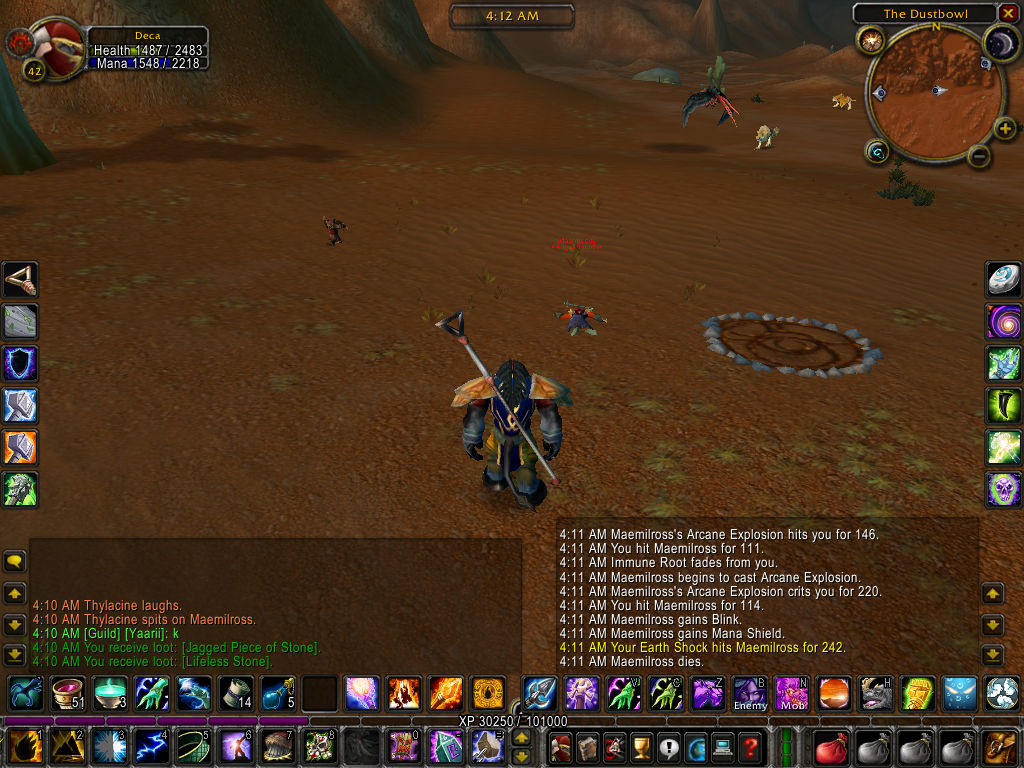 4:12 AM
The Dustbowl
N
Deca
Health 1487 / 2483
Mana 1548 / 2218
42
4:11 AM Maemilross's Arcane Explosion hits you for 146.
4:11 AM You hit Maemilross for 111.
4:11 AM Immune Root fades from you.
4:11 AM Maemilross begins to cast Arcane Explosion.
4:11 AM Maemilross's Arcane Explosion crits you for 220.
4:11 AM You hit Maemilross for 114.
4:11 AM Maemilross gains Blink.
4:11 AM Maemilross gains Mana Shield.
4:11 AM Your Earth Shock hits Maemilross for 242.
4:11 AM Maemilross dies.
4:10 AM Thylacine laughs.
4:10 AM Thylacine spits on Maemilross.
4:10 AM [Guild] [Yaarii]: k
4:10 AM You receive loot: [Jagged Piece of Stone].
4:10 AM You receive loot: [Lifeless Stone].
51 3 14 5 V C Z B N H
Enemy Mob
XP 30250 / 101000
1 2 3 4 5 6 7 8 0 - =